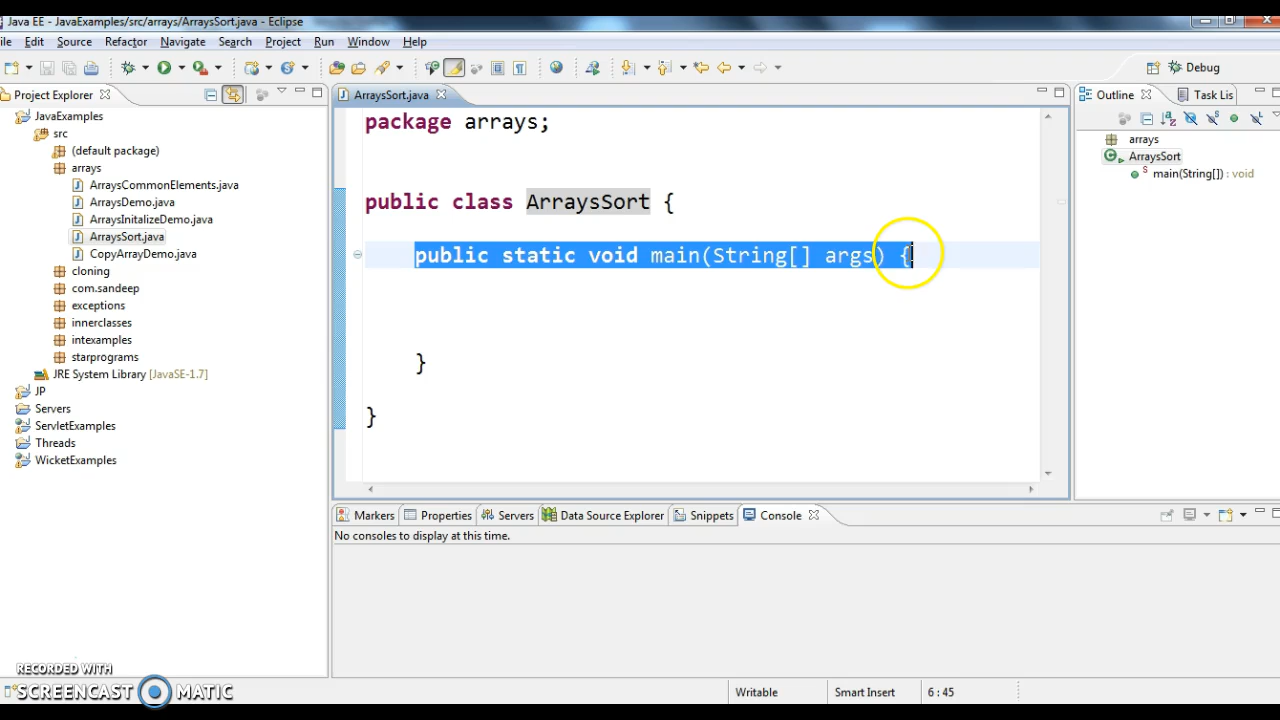 Java EE - JavaExamples/src/arrays/ArraysSort.java - Eclipse
ile Edit Source Refactor Navigate Search Project Run Window Help
Debug
Project Explorer
ArraysSort.java
Outline
Task Lis
JavaExamples
src
(default package)
arrays
ArraysCommonElements.java
ArraysDemo.java
ArraysInitalizeDemo.java
ArraysSort.java
CopyArrayDemo.java
cloning
com.sandeep
exceptions
innerclasses
intexamples
starprograms
JRE System Library [JavaSE-1.7]
JP
Servers
ServletExamples
Threads
WicketExamples
package arrays;
public class ArraysSort {
public static void main(String[] args) {
}
}
arrays
ArraysSort
main(String[]) : void
Markers Properties Servers Data Source Explorer Snippets Console
No consoles to display at this time.
RECORDED WITH
SCREENCAST MATIC
Writable Smart Insert 6 : 45